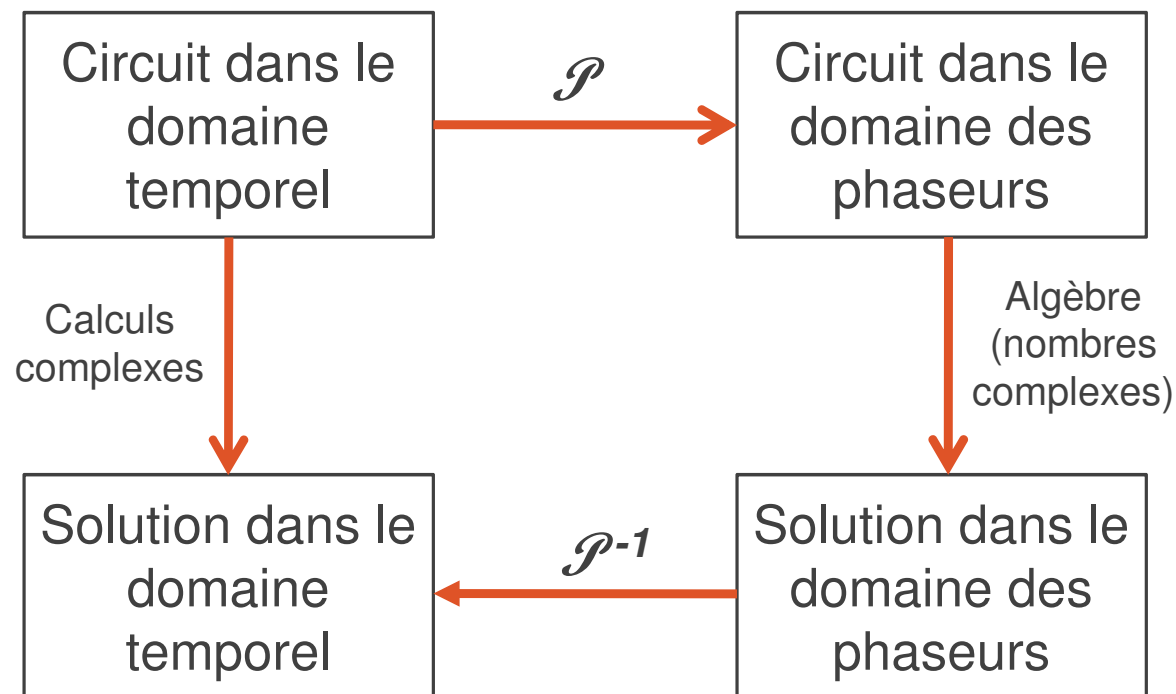 Circuit dans le
domaine
temporel
𝒫
Circuit dans le
domaine des
phaseurs
Calculs
complexes
Algèbre
(nombres
complexes)
Solution dans le
domaine
temporel
𝒫-1
Solution dans le
domaine des
phaseurs